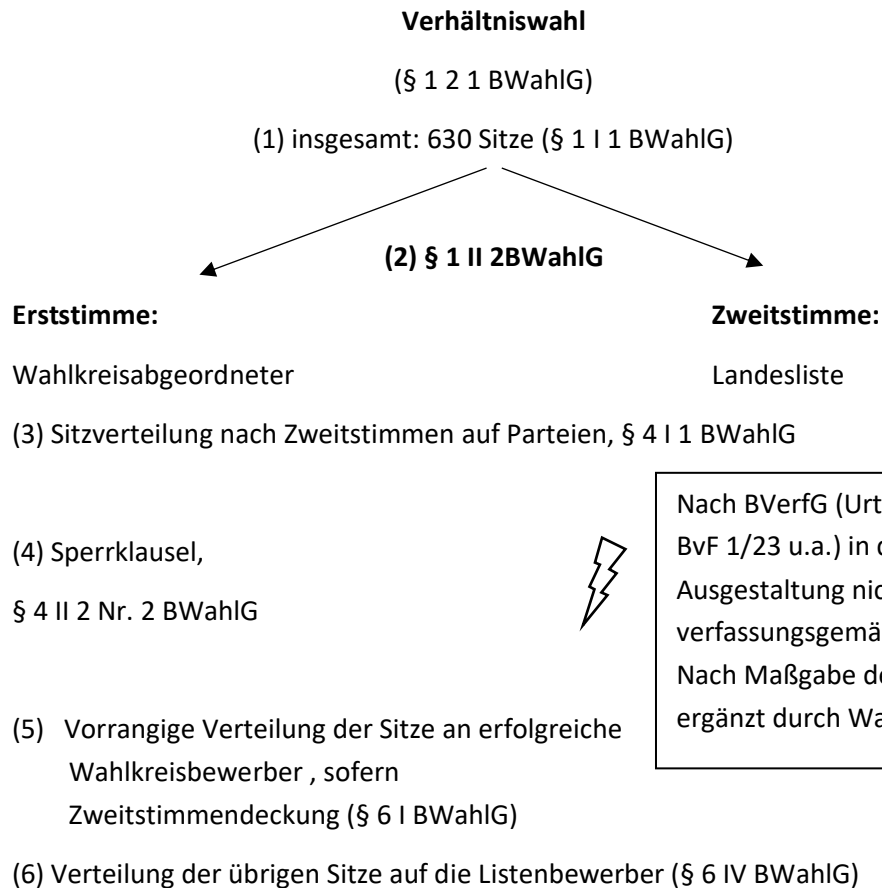 Verhältniswahl
(§ 1 2 1 BWahlG)
(1) insgesamt: 630 Sitze (§ 1 I 1 BWahlG)
(2) § 1 II 2BWahlG
Erststimme:
Zweitstimme:
Wahlkreisabgeordneter
Landesliste
(3) Sitzverteilung nach Zweitstimmen auf Parteien, § 4 I 1 BWahlG
(4) Sperrklausel,
§ 4 II 2 Nr. 2 BWahlG
Nach BVerfG (Urt
BvF 1/23 u.a.) in
Ausgestaltung
verfassungsgemä
Nach Maßgabe
ergänzt durch
(5) Vorrangige Verteilung der Sitze an erfolgreiche
Wahlkreisbewerber , sofern
Zweitstimmendeckung (§ 6 I BWahlG)
(6) Verteilung der übrigen Sitze auf die Listenbewerber (§ 6 IV BWahlG)